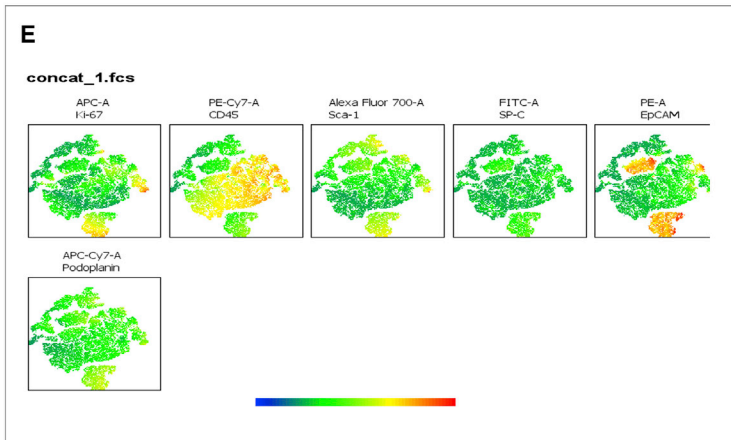 E
concat_1.fcs
APC-A
Ki-67
PE-Cy7-A
CD45
Alexa Fluor 700-A
Sca-1
FITC-A
SP-C
PE-A
EpCAM
APC-Cy7-A
Podoplanin